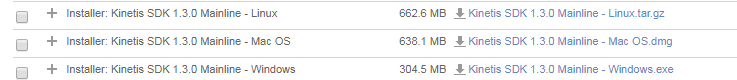 Installer: Kinetis SDK 1.3.0 Mainline - Linux 662.6 MB Kinetis SDK 1.3.0 Mainline - Linux.tar.gz
Installer: Kinetis SDK 1.3.0 Mainline - Mac OS 638.1 MB Kinetis SDK 1.3.0 Mainline - Mac OS.dmg
Installer: Kinetis SDK 1.3.0 Mainline - Windows 304.5 MB Kinetis SDK 1.3.0 Mainline - Windows.exe